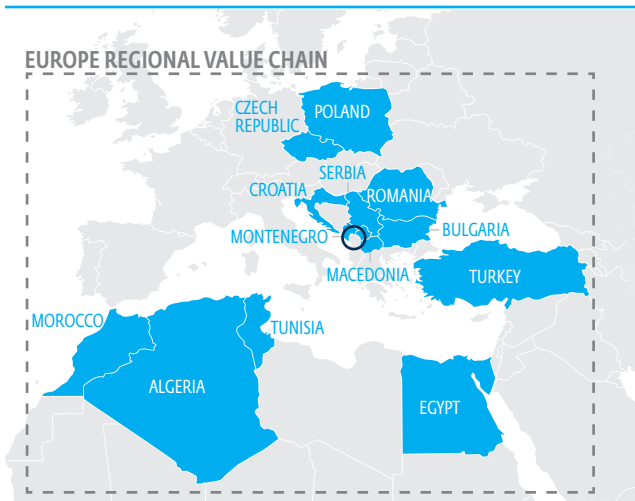 EUROPE REGIONAL VALUE CHAIN
CZECH
REPUBLIC
POLAND
SERBIA
CROATIA
ROMANIA
MONTENEGRO
BULGARIA
MACEDONIA
TURKEY
MOROCCO
TUNISIA
ALGERIA
EGYPT